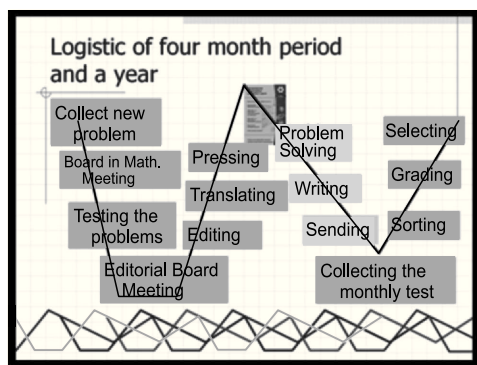 Logistic of four month period
and a year
Collect new
problem
Board in Math.
Meeting
Testing the
problems
Editorial Board
Meeting
Editing
Translating
Pressing
Problem
Solving
Writing
Sending
Collecting the
monthly test
Sorting
Grading
Selecting